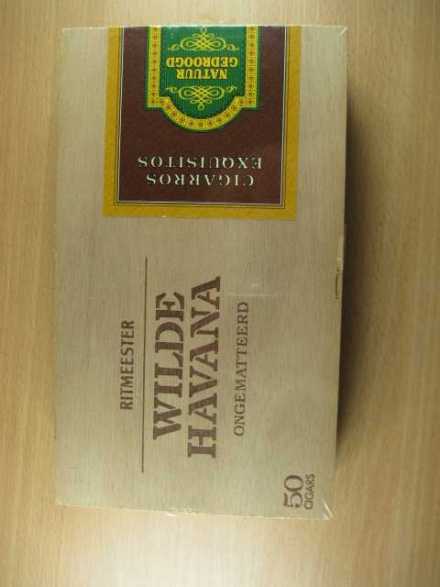 RITMEESTER
WILDE
HAVANA
ONGEMATTEERD
50
CIGARS
NATUUR
GEDROOGD
CIGARROS
EXQUISITOS